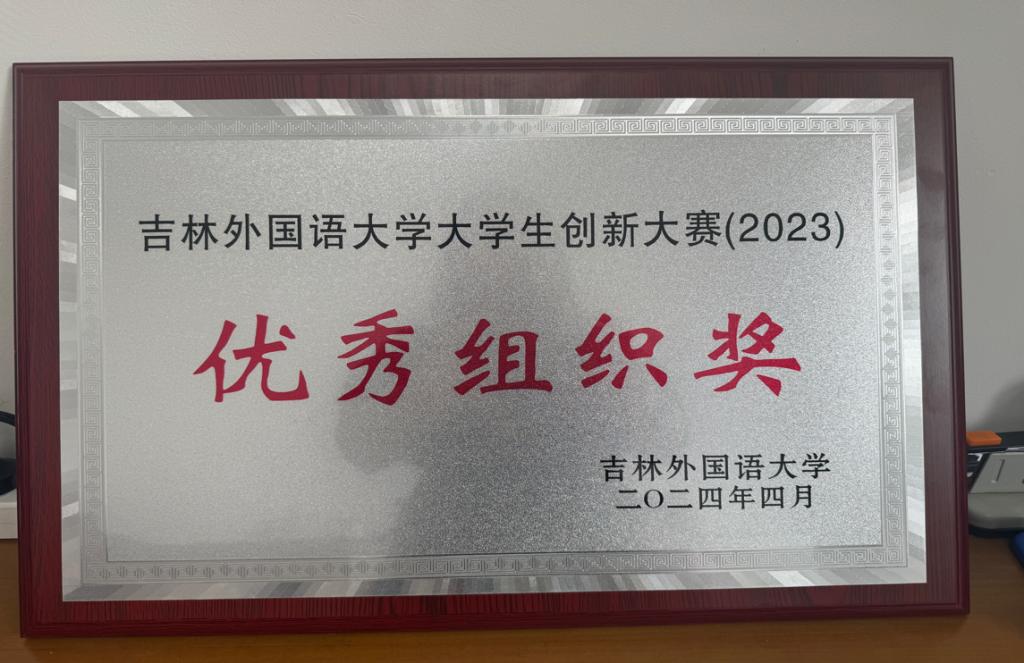 吉林外国语大学大学生创新大赛(2023)
优秀组织奖
吉林外国语大学
二〇二四年四月